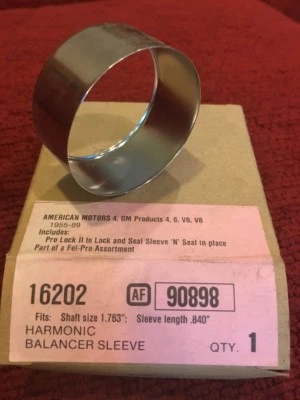 AMERICAN MOTORS 4, GM Products 4, 6, V6, V8
1955-89
Includes:
Pro Lock II to Lock and Seal Sleeve 'N' Seat in place
Part of a Fel-Pro Assortment
16202 AF 90898
Fits: Shaft size 1.763": Sleeve length .840"
HARMONIC
BALANCER SLEEVE QTY. 1